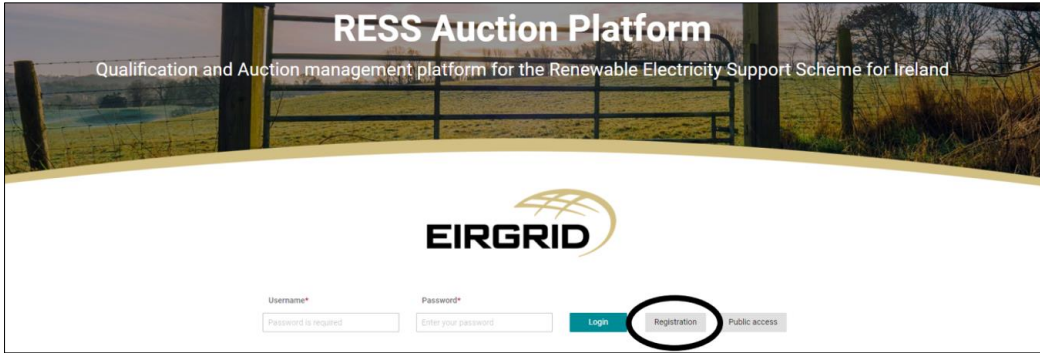 RESS Auction Platform
Qualification and Auction management platform for the Renewable Electricity Support Scheme for Ireland
EIRGRID
Username* Password*
Password is required Enter your password Login Registration Public access